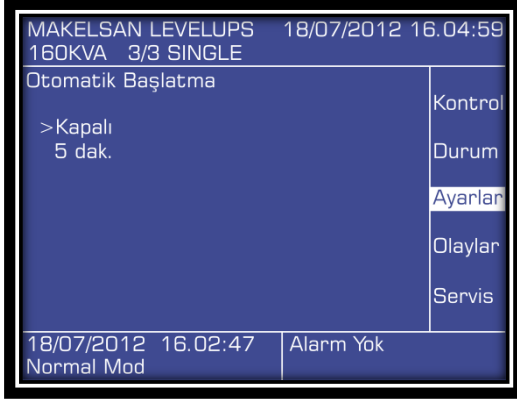 MAKELSAN LEVELUPS 18/07/2012 16.04:59
160KVA 3/3 SINGLE
Otomatik Başlatma
>Kapalı
5 dak.
Kontrol
Durum
Ayarlar
Olaylar
Servis
18/07/2012 16.02:47
Normal Mod
Alarm Yok